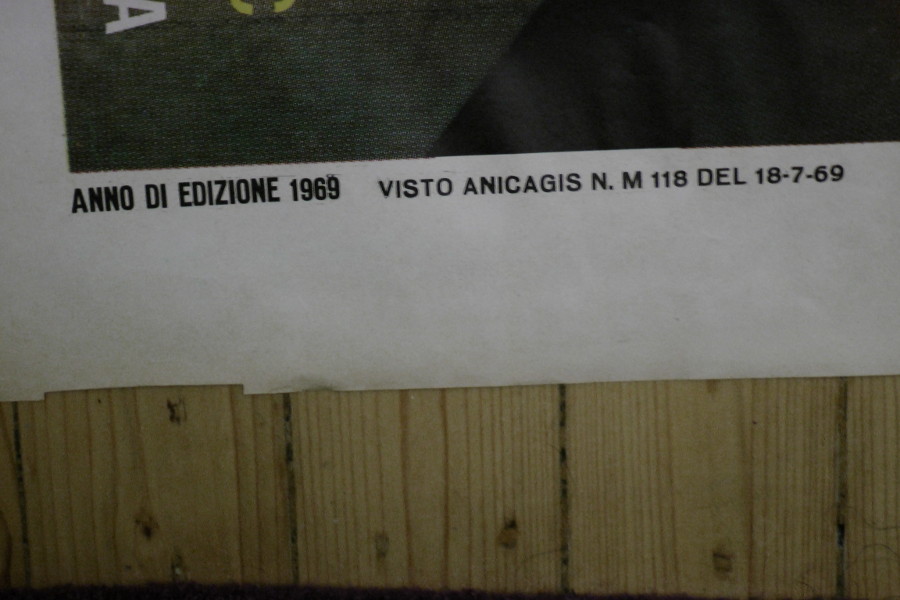 A
C
ANNO DI EDIZIONE 1969 VISTO ANICAGIS N. M 118 DEL 18-7-69